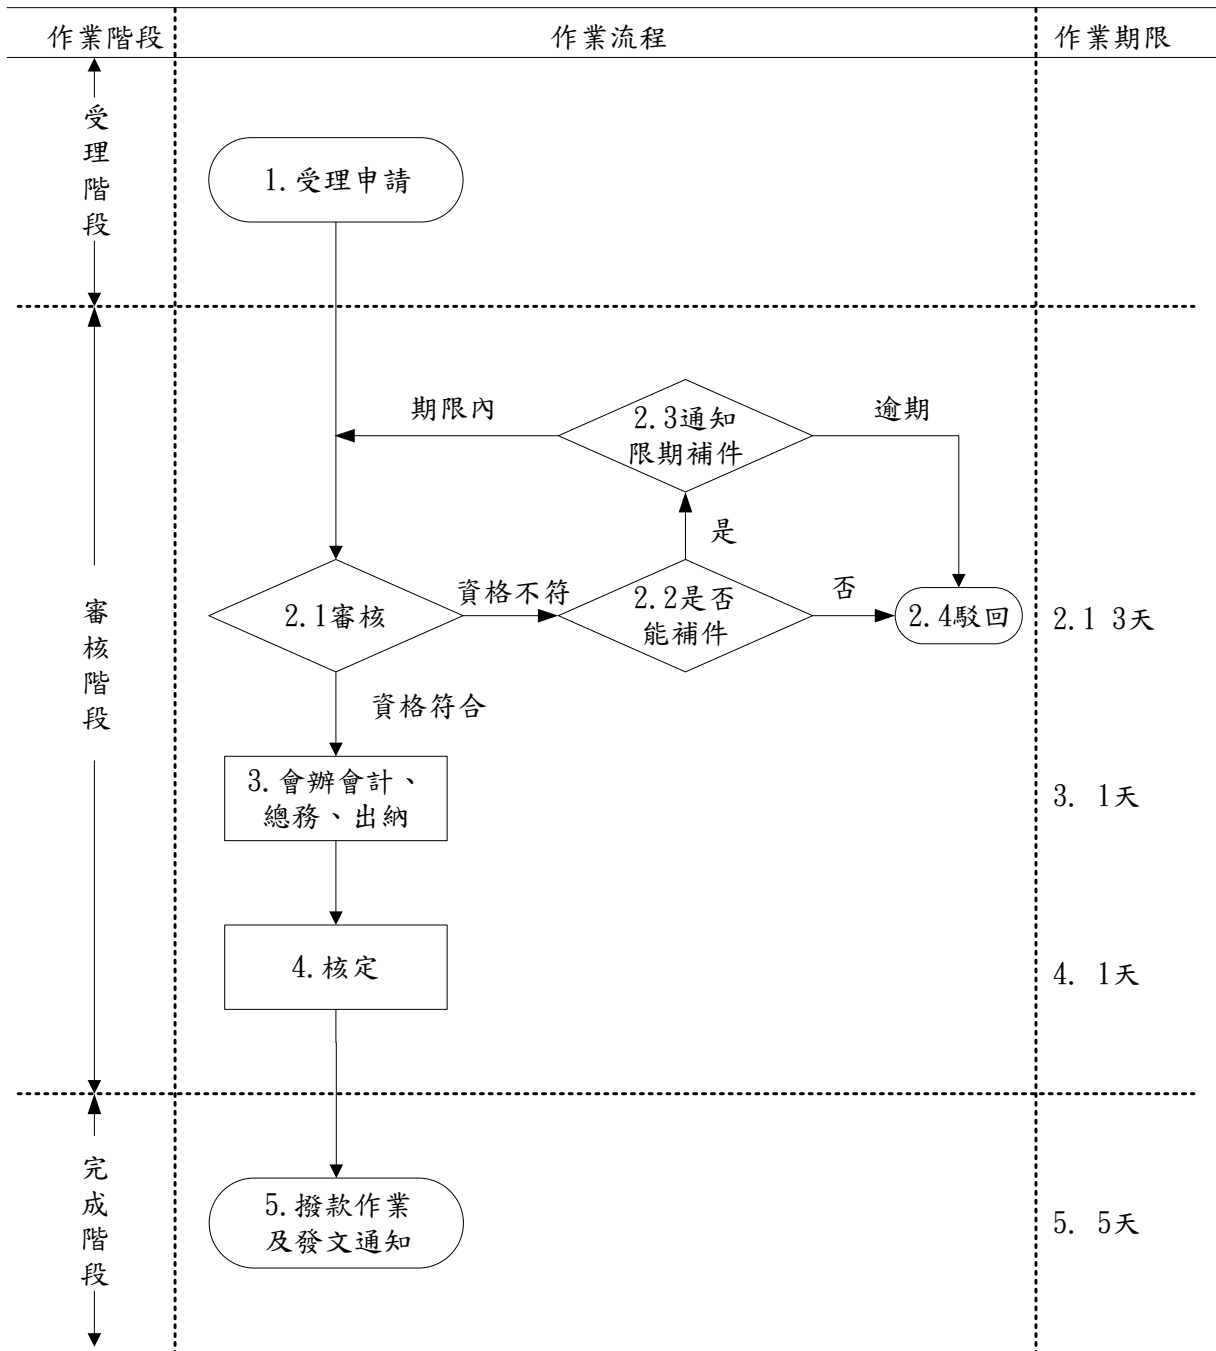 作業階段
作業流程
作業期限
受理階段
1.受理申請
期限內
2.3通知
限期補件
逾期
是
審核階段
2.1審核
資格不符
2.2是否
能補件
否
2.4駁回
2.1 3天
資格符合
3.會辦會計、
總務、出納
3. 1天
4.核定
4. 1天
完成階段
5.撥款作業
及發文通知
5. 5天